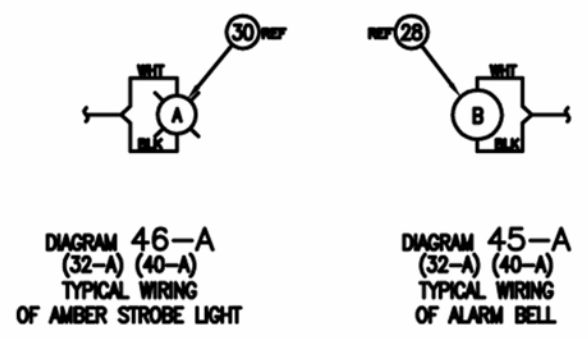 30 REF
WHT
A
BLK
DIAGRAM 46-A
(32-A) (40-A)
TYPICAL WIRING
OF AMBER STROBE LIGHT
REF 28
WHT
B
BLK
DIAGRAM 45-A
(32-A) (40-A)
TYPICAL WIRING
OF ALARM BELL